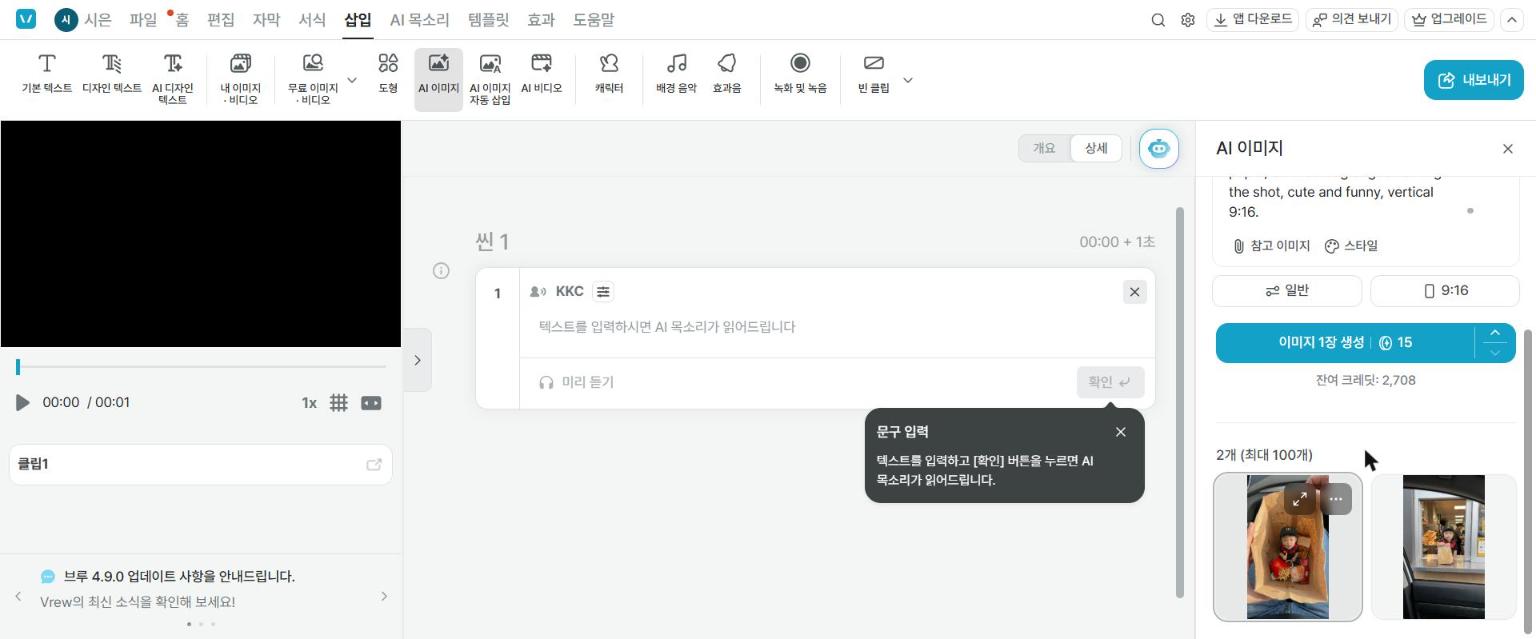 시 시은 파일 홈 편집 자막 서식 삽입 AI 목소리 템플릿 효과 도움말
앱 다운로드 의견 보내기 업그레이드
기본 텍스트
디자인 텍스트
AI 디자인
텍스트
내 이미지
· 비디오
무료 이미지
· 비디오
도형
AI 이미지
AI 이미지
자동 삽입
AI 비디오
캐릭터
배경 음악
효과음
녹화 및 녹음
빈 클립
내보내기
00:00 / 00:01
1x
클립1
브루 4.9.0 업데이트 사항을 안내드립니다.
Vrew의 최신 소식을 확인해 보세요!
개요 상세
씬 1
00:00 + 1초
1
KKC
텍스트를 입력하시면 AI 목소리가 읽어드립니다
미리 듣기
확인
문구 입력
텍스트를 입력하고 [확인] 버튼을 누르면 AI
목소리가 읽어드립니다.
AI 이미지
the shot, cute and funny, vertical
9:16.
참고 이미지 스타일
일반
9:16
이미지 1장 생성 15
잔여 크레딧: 2,708
2개 (최대 100개)